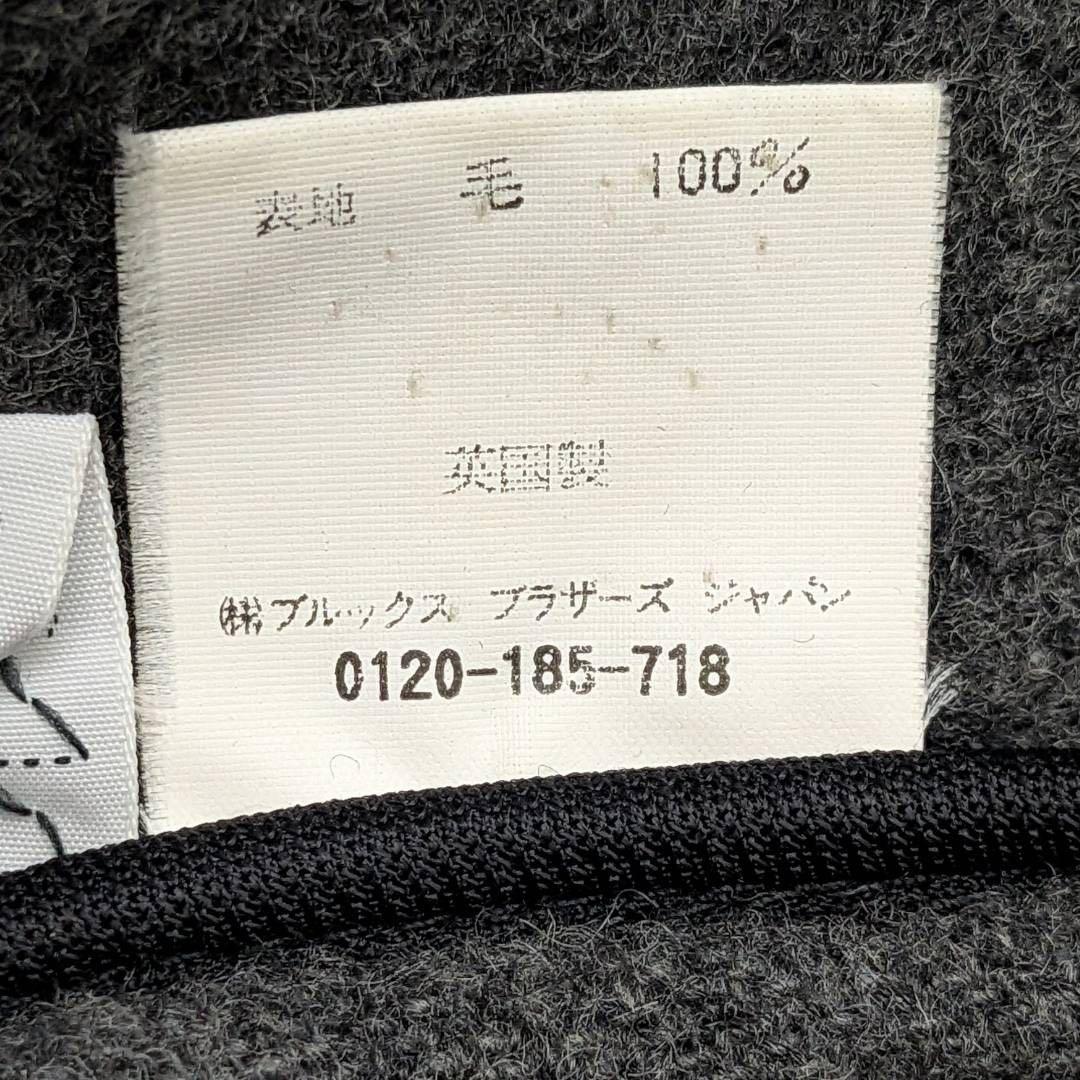 表地 毛 100%
英国製
㈱ブルックス ブラザーズ ジャパン
0120-185-718